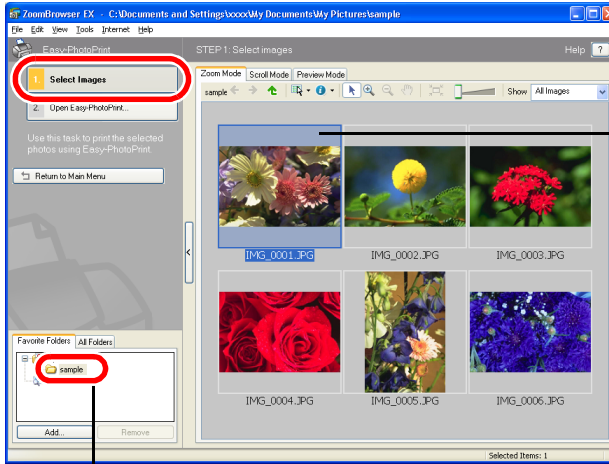 ZoomBrowser EX - C:\Documents and Settings\xxxx\My Documents\My Pictures\sample
File Edit View Tools Internet Help
Easy-PhotoPrint
STEP 1: Select images
Help ?
1. Select Images
2. Open Easy-PhotoPrint...
Use this task to print the selected
photos using Easy-PhotoPrint.
Return to Main Menu
Zoom Mode Scroll Mode Preview Mode
sample
Show All Images
IMG_0001.JPG IMG_0002.JPG IMG_0003.JPG
IMG_0004.JPG IMG_0005.JPG IMG_0006.JPG
Favorite Folders All Folders
sample
Add... Remove
Selected Items: 1